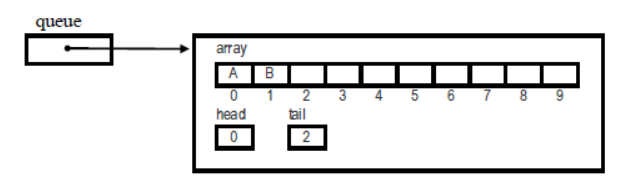 queue
array
A B
0 1 2 3 4 5 6 7 8 9
head tail
0 2